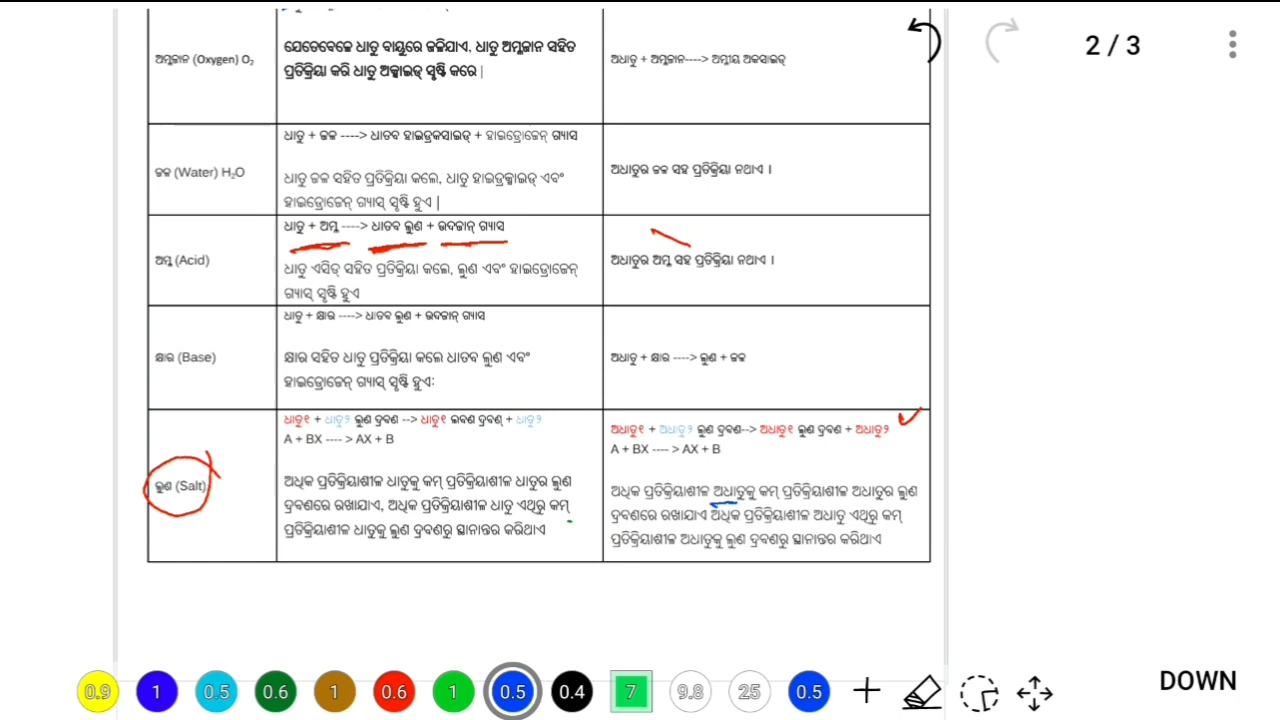 2 / 3
ଯେତେବେଳେ ଧାତୁ ବାୟୁରେ ଜଳିଯାଏ, ଧାତୁ ଅମ୍ଳଜାନ ସହିତ
ପ୍ରତିକ୍ରିୟା କରି ଧାତୁ ଅକ୍ସାଇଡ୍ ସୃଷ୍ଟି କରେ |
ଅମ୍ଳଜାନ (Oxygen) O₂
ଅଧାତୁ + ଅମ୍ଳଜାନ----> ଅମ୍ଳୀୟ ଅକସାଇଡ୍
ଧାତୁ + ଜଳ ----> ଧାତବ ହାଇଡ୍ରକସାଇଡ୍ + ହାଇଡ୍ରୋଜେନ୍ ଗ୍ୟାସ
ଜଳ (Water) H₂O
ଧାତୁ ଜଳ ସହିତ ପ୍ରତିକ୍ରିୟା କଲେ, ଧାତୁ ହାଇଡ୍ରକ୍ସାଇଡ୍ ଏବଂ
ହାଇଡ୍ରୋଜେନ୍ ଗ୍ୟାସ୍ ସୃଷ୍ଟି ହୁଏ |
ଅଧାତୁର ଜଳ ସହ ପ୍ରତିକ୍ରିୟା ନଥାଏ ।
ଧାତୁ + ଅମ୍ଳ ----> ଧାତବ ଲୁଣ + ଉଦଜାନ୍ ଗ୍ୟାସ
ଅମ୍ଳ (Acid)
ଧାତୁ ଏସିଡ୍ ସହିତ ପ୍ରତିକ୍ରିୟା କଲେ, ଲୁଣ ଏବଂ ହାଇଡ୍ରୋଜେନ୍
ଗ୍ୟାସ୍ ସୃଷ୍ଟି ହୁଏ
ଅଧାତୁର ଅମ୍ଳ ସହ ପ୍ରତିକ୍ରିୟା ନଥାଏ ।
ଧାତୁ + କ୍ଷାର ----> ଧାତବ ଲୁଣ + ଉଦଜାନ୍ ଗ୍ୟାସ
କ୍ଷାର (Base)
କ୍ଷାର ସହିତ ଧାତୁ ପ୍ରତିକ୍ରିୟା କଲେ ଧାତବ ଲୁଣ ଏବଂ
ହାଇଡ୍ରୋଜେନ୍ ଗ୍ୟାସ୍ ସୃଷ୍ଟି ହୁଏ:
ଅଧାତୁ + କ୍ଷାର ----> ଲୁଣ + ଜଳ
ଲୁଣ (Salt)
ଧାତୁ୧ + ଧାତୁ୨ ଲୁଣ ଦ୍ରବଣ --> ଧାତୁ୧ ଲବଣ ଦ୍ରବଣ୍ + ଧାତୁ୨
A + BX ---- > AX + B
ଅଧିକ ପ୍ରତିକ୍ରିୟାଶୀଳ ଧାତୁକୁ କମ୍ ପ୍ରତିକ୍ରିୟାଶୀଳ ଧାତୁର ଲୁଣ
ଦ୍ରବଣରେ ରଖାଯାଏ, ଅଧିକ ପ୍ରତିକ୍ରିୟାଶୀଳ ଧାତୁ ଏଥିରୁ କମ୍
ପ୍ରତିକ୍ରିୟାଶୀଳ ଧାତୁକୁ ଲୁଣ ଦ୍ରବଣରୁ ସ୍ଥାନାନ୍ତର କରିଥାଏ
ଅଧାତୁ୧ + ଅଧାତୁ୨ ଲୁଣ ଦ୍ରବଣ--> ଅଧାତୁ୧ ଲୁଣ ଦ୍ରବଣ + ଅଧାତୁ୨
A + BX ---- > AX + B
ଅଧିକ ପ୍ରତିକ୍ରିୟାଶୀଳ ଅଧାତୁକୁ କମ୍ ପ୍ରତିକ୍ରିୟାଶୀଳ ଅଧାତୁର ଲୁଣ
ଦ୍ରବଣରେ ରଖାଯାଏ ଅଧିକ ପ୍ରତିକ୍ରିୟାଶୀଳ ଅଧାତୁ ଏଥିରୁ କମ୍
ପ୍ରତିକ୍ରିୟାଶୀଳ ଅଧାତୁକୁ ଲୁଣ ଦ୍ରବଣରୁ ସ୍ଥାନାନ୍ତର କରିଥାଏ
0.9 1 0.5 0.6 1 0.6 1 0.5 0.4 7 9.8 25 0.5
DOWN